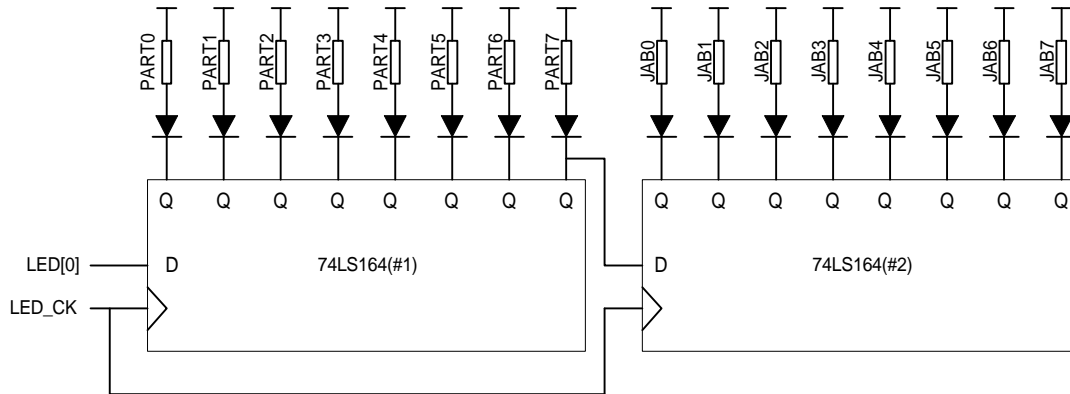 PART0 PART1 PART2 PART3 PART4 PART5 PART6 PART7 JAB0 JAB1 JAB2 JAB3 JAB4 JAB5 JAB6 JAB7
Q Q Q Q Q Q Q Q Q Q Q Q Q Q Q Q
LED[0] D 74LS164(#1) D 74LS164(#2)
LED_CK